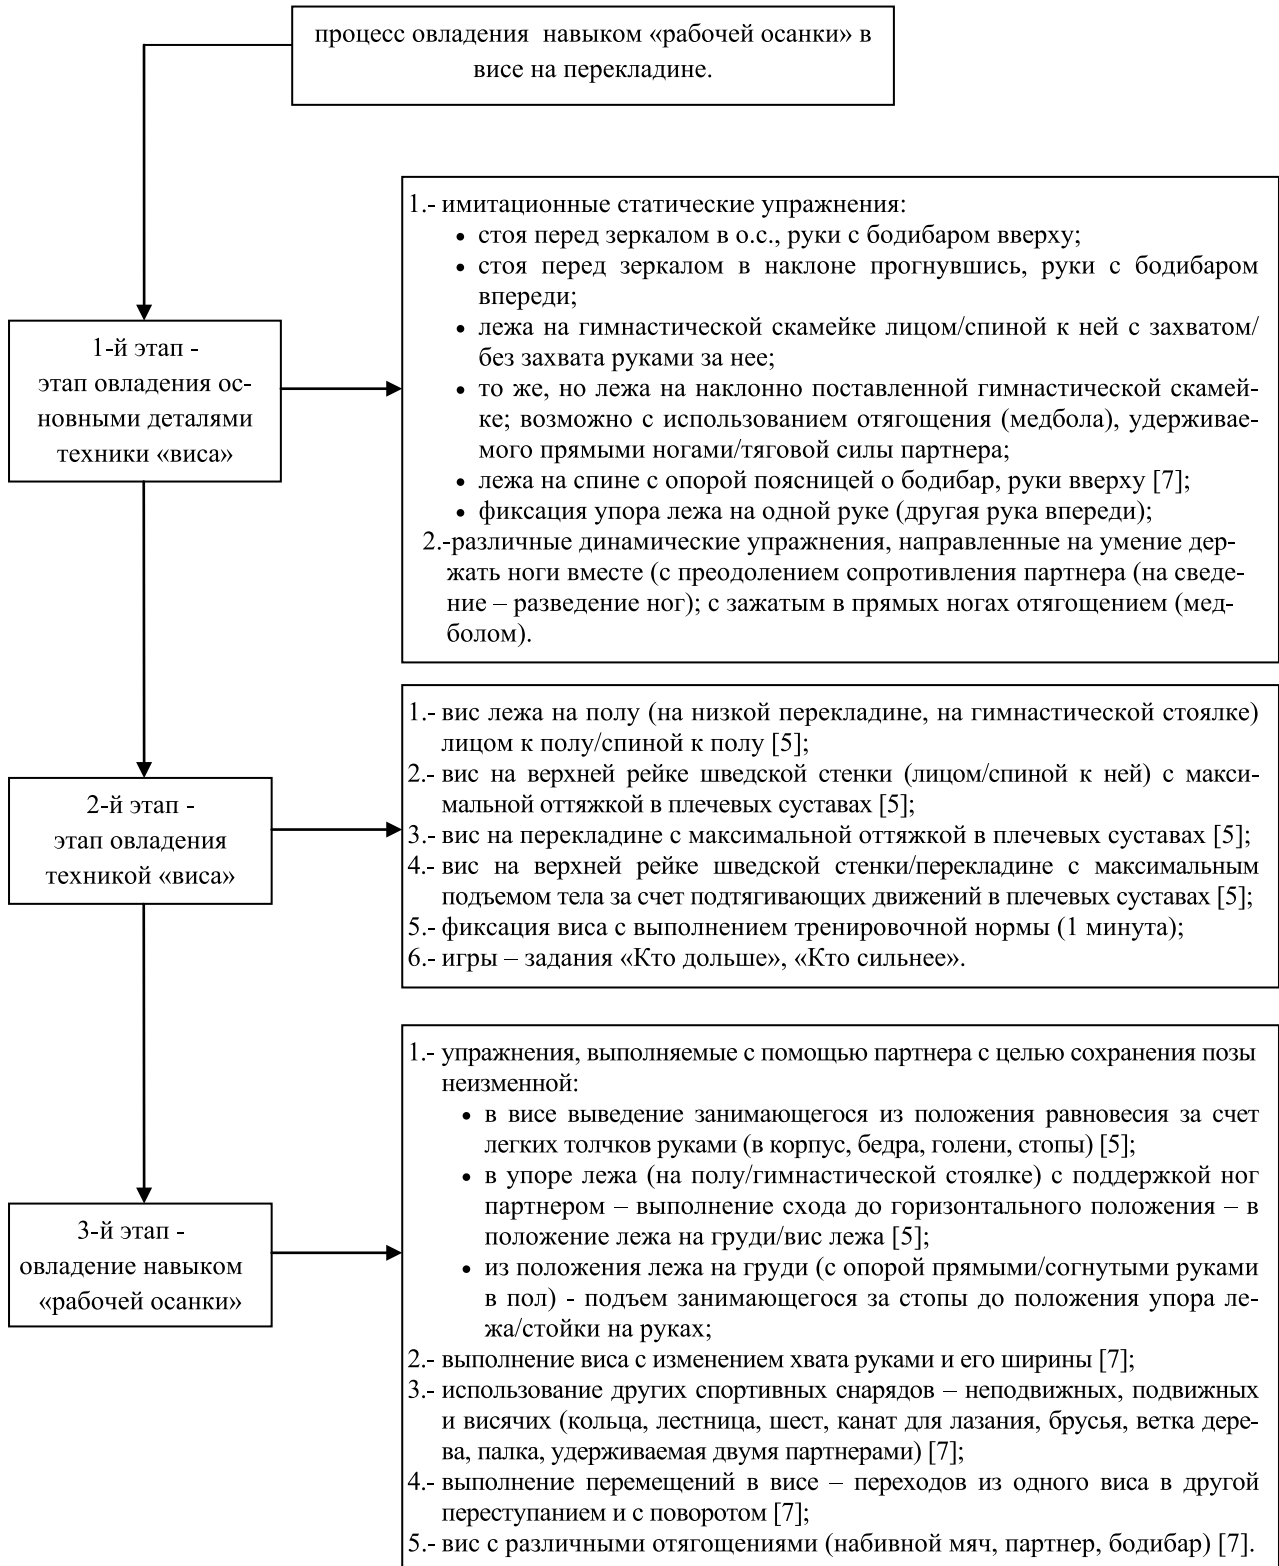 процесс овладения навыком «рабочей осанки» в
висе на перекладине.
1-й этап -
этап овладения ос-
новными деталями
техники «виса»
1.- имитационные статические упражнения:
• стоя перед зеркалом в о.с., руки с бодибаром вверху;
• стоя перед зеркалом в наклоне прогнувшись, руки с бодибаром
впереди;
• лежа на гимнастической скамейке лицом/спиной к ней с захватом/
без захвата руками за нее;
• то же, но лежа на наклонно поставленной гимнастической скамей-
ке; возможно с использованием отягощения (медбола), удерживае-
мого прямыми ногами/тяговой силы партнера;
• лежа на спине с опорой поясницей о бодибар, руки вверху [7];
• фиксация упора лежа на одной руке (другая рука впереди);
2.-различные динамические упражнения, направленные на умение дер-
жать ноги вместе (с преодолением сопротивления партнера (на сведе-
ние – разведение ног); с зажатым в прямых ногах отягощением (мед-
болом).
2-й этап -
этап овладения
техникой «виса»
1.- вис лежа на полу (на низкой перекладине, на гимнастической стоялке)
лицом к полу/спиной к полу [5];
2.- вис на верхней рейке шведской стенки (лицом/спиной к ней) с макси-
мальной оттяжкой в плечевых суставах [5];
3.- вис на перекладине с максимальной оттяжкой в плечевых суставах [5];
4.- вис на верхней рейке шведской стенки/перекладине с максимальным
подъемом тела за счет подтягивающих движений в плечевых суставах [5];
5.- фиксация виса с выполнением тренировочной нормы (1 минута);
6.- игры – задания «Кто дольше», «Кто сильнее».
3-й этап -
овладение навыком
«рабочей осанки»
1.- упражнения, выполняемые с помощью партнера с целью сохранения позы
неизменной:
• в висе выведение занимающегося из положения равновесия за счет
легких толчков руками (в корпус, бедра, голени, стопы) [5];
• в упоре лежа (на полу/гимнастической стоялке) с поддержкой ног
партнером – выполнение схода до горизонтального положения – в
положение лежа на груди/вис лежа [5];
• из положения лежа на груди (с опорой прямыми/согнутыми руками
в пол) - подъем занимающегося за стопы до положения упора ле-
жа/стойки на руках;
2.- выполнение виса с изменением хвата руками и его ширины [7];
3.- использование других спортивных снарядов – неподвижных, подвижных
и висячих (кольца, лестница, шест, канат для лазания, брусья, ветка дере-
ва, палка, удерживаемая двумя партнерами) [7];
4.- выполнение перемещений в висе – переходов из одного виса в другой
переступанием и с поворотом [7];
5.- вис с различными отягощениями (набивной мяч, партнер, бодибар) [7].